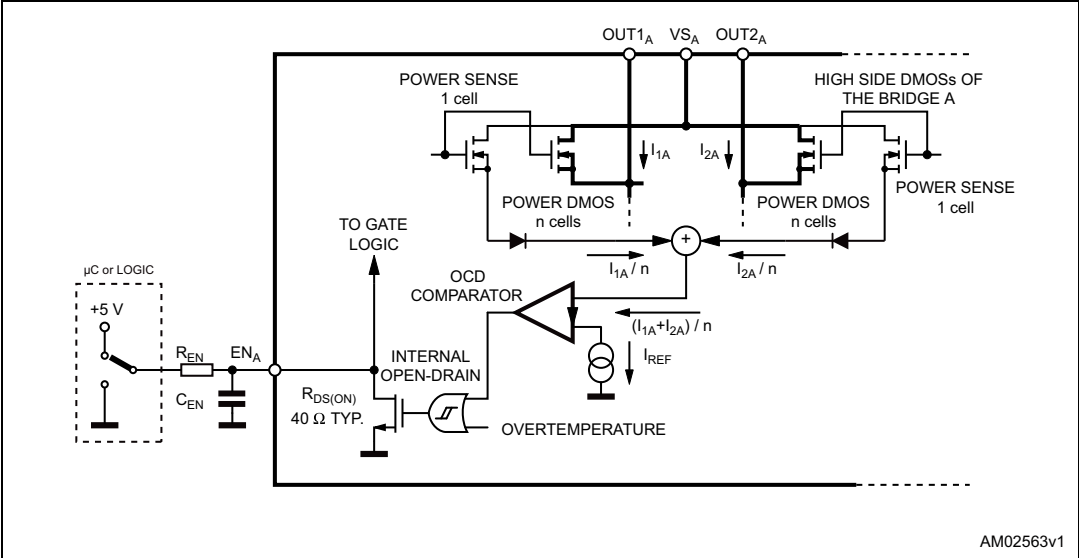 OUT1A VSA OUT2A
POWER SENSE
1 cell
HIGH SIDE DMOSs OF
THE BRIDGE A
I1A
I2A
POWER SENSE
1 cell
POWER DMOS
n cells
POWER DMOS
n cells
TO GATE
LOGIC
+
I1A / n
I2A / n
µC or LOGIC
OCD
COMPARATOR
+5 V
(I1A+I2A) / n
REN
ENA
INTERNAL
OPEN-DRAIN
IREF
CEN
RDS(ON)
40 Ω TYP.
OVERTEMPERATURE
AM02563v1